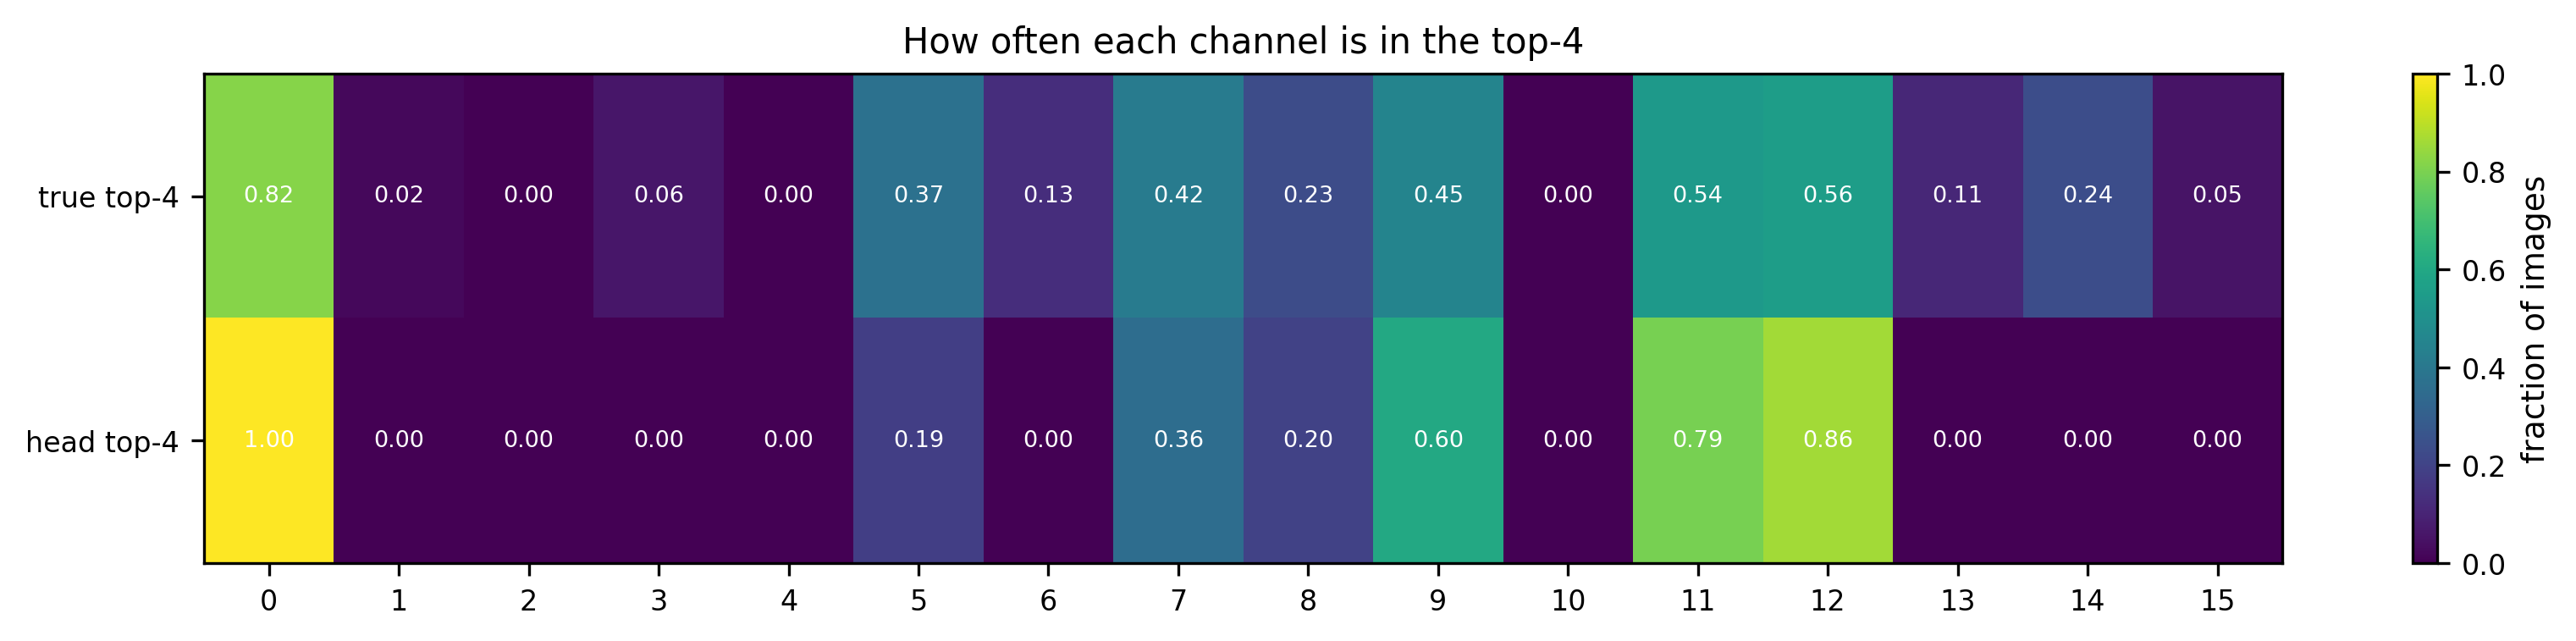 How often each channel is in the top-4
true top-4 0.82 0.02 0.00 0.06 0.00 0.37 0.13 0.42 0.23 0.45 0.00 0.54 0.56 0.11 0.24 0.05
head top-4 1.00 0.00 0.00 0.00 0.00 0.19 0.00 0.36 0.20 0.60 0.00 0.79 0.86 0.00 0.00 0.00
0 1 2 3 4 5 6 7 8 9 10 11 12 13 14 15
1.0
0.8
0.6
0.4
0.2
0.0
fraction of images